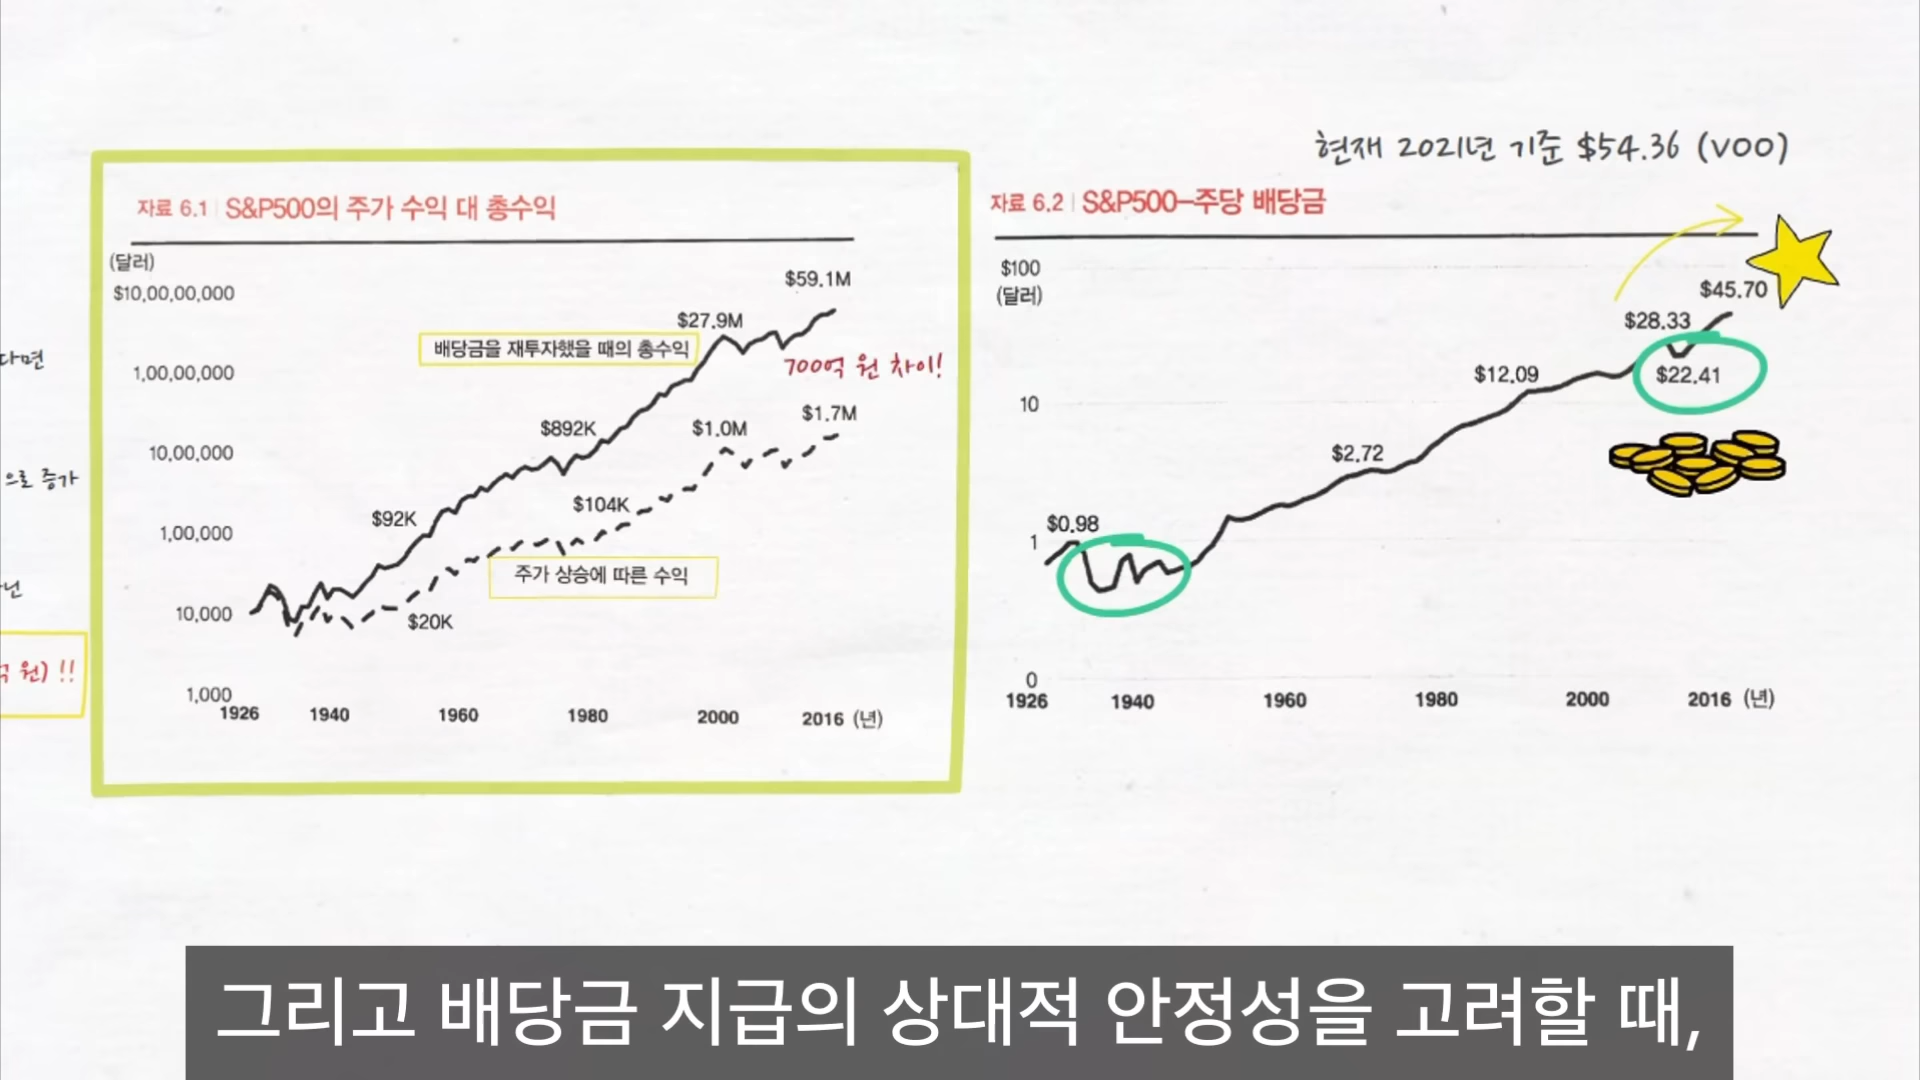 다면
으로 증가
원) !!
자료 6.1 | S&P500의 주가 수익 대 총수익
(달러)
$10,00,00,000
1,00,00,000
10,00,000
1,00,000
10,000
1,000
$59.1M
$27.9M
배당금을 재투자했을 때의 총수익
700억 원 차이!
$1.7M
$892K
$1.0M
$92K
$104K
주가 상승에 따른 수익
$20K
1926 1940 1960 1980 2000 2016 (년)
현재 2021년 기준 $54.36 (VOO)
자료 6.2 | S&P500-주당 배당금
$100
(달러)
10
1
0
$45.70
$28.33
$22.41
$12.09
$2.72
$0.98
1926 1940 1960 1980 2000 2016 (년)
그리고 배당금 지급의 상대적 안정성을 고려할 때,